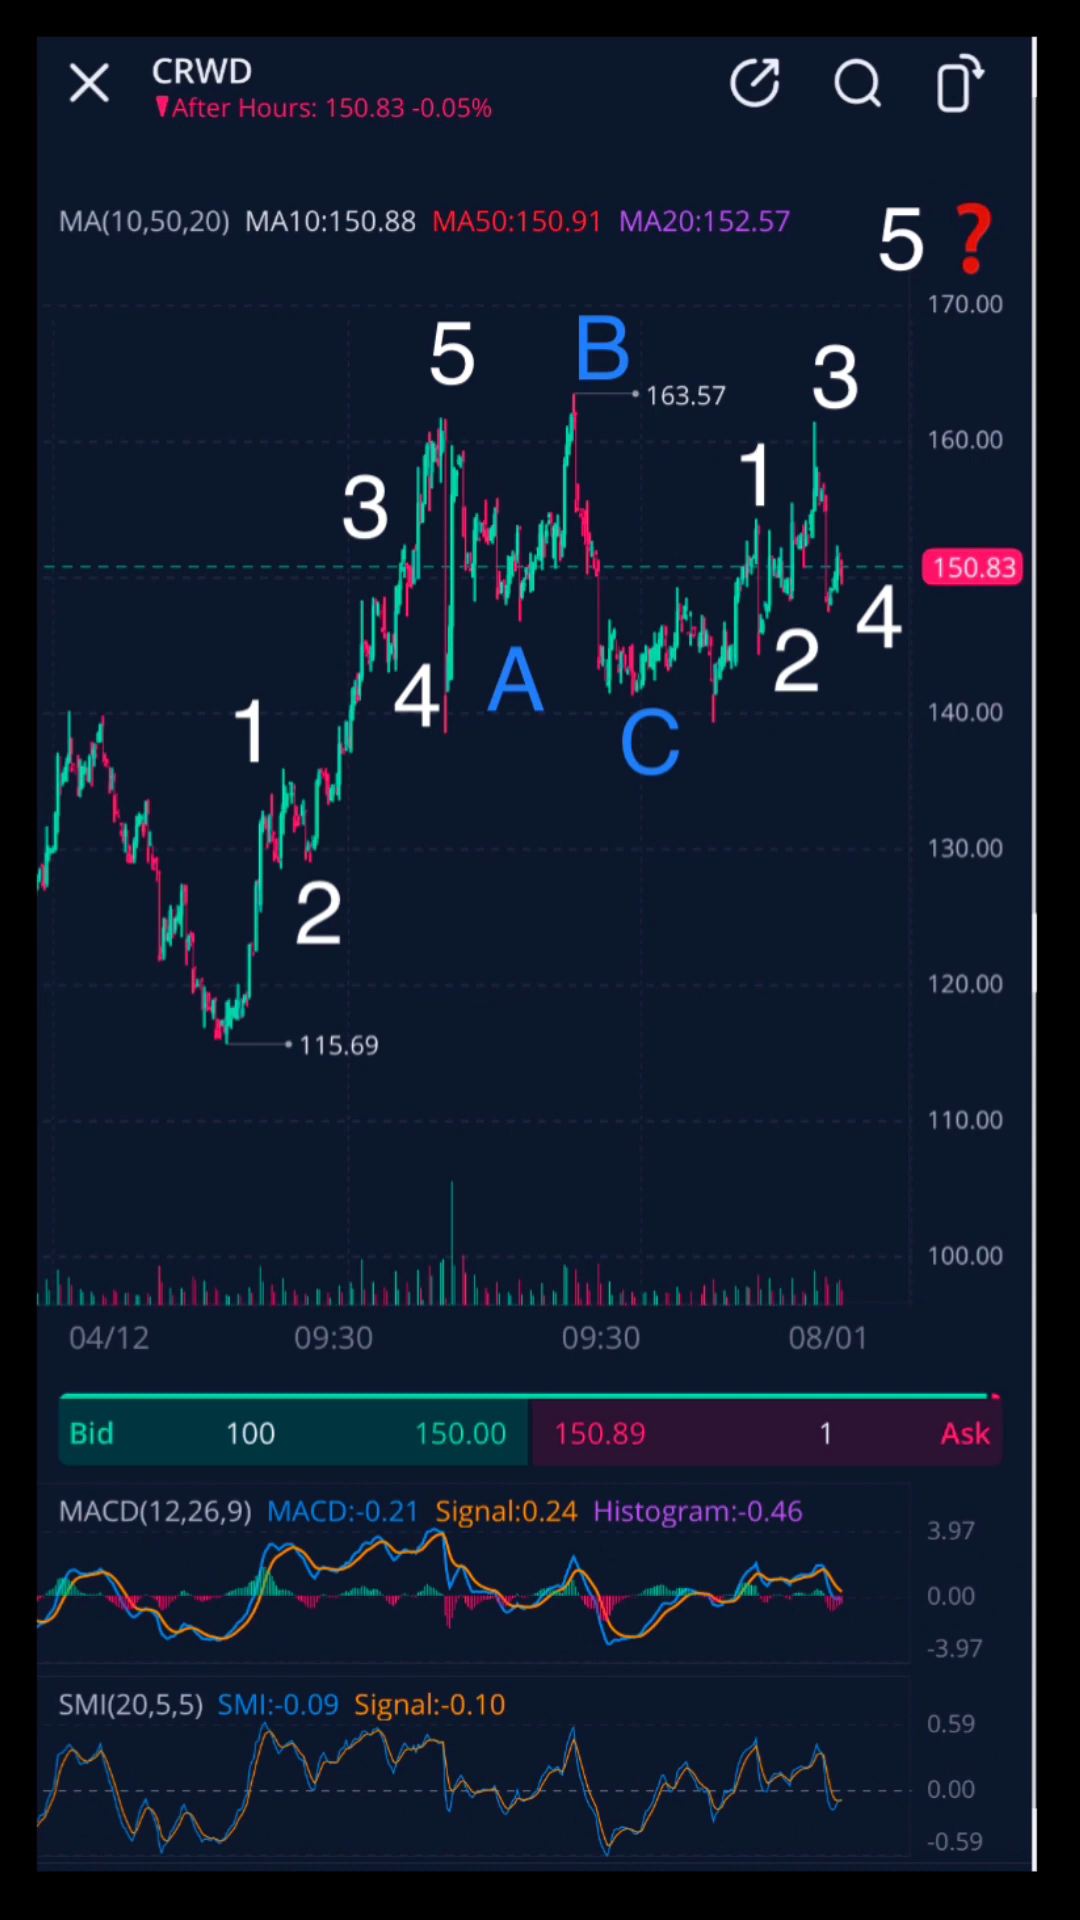 CRWD
▼After Hours: 150.83 -0.05%
MA(10,50,20) MA10:150.88 MA50:150.91 MA20:152.57
5 ?
170.00
5 B 3
163.57
160.00
1
3
150.83
4
2
A
4
1 C
140.00
130.00
2
120.00
115.69
110.00
100.00
04/12 09:30 09:30 08/01
Bid 100 150.00 150.89 1 Ask
MACD(12,26,9) MACD:-0.21 Signal:0.24 Histogram:-0.46
3.97
0.00
-3.97
SMI(20,5,5) SMI:-0.09 Signal:-0.10
0.59
0.00
-0.59